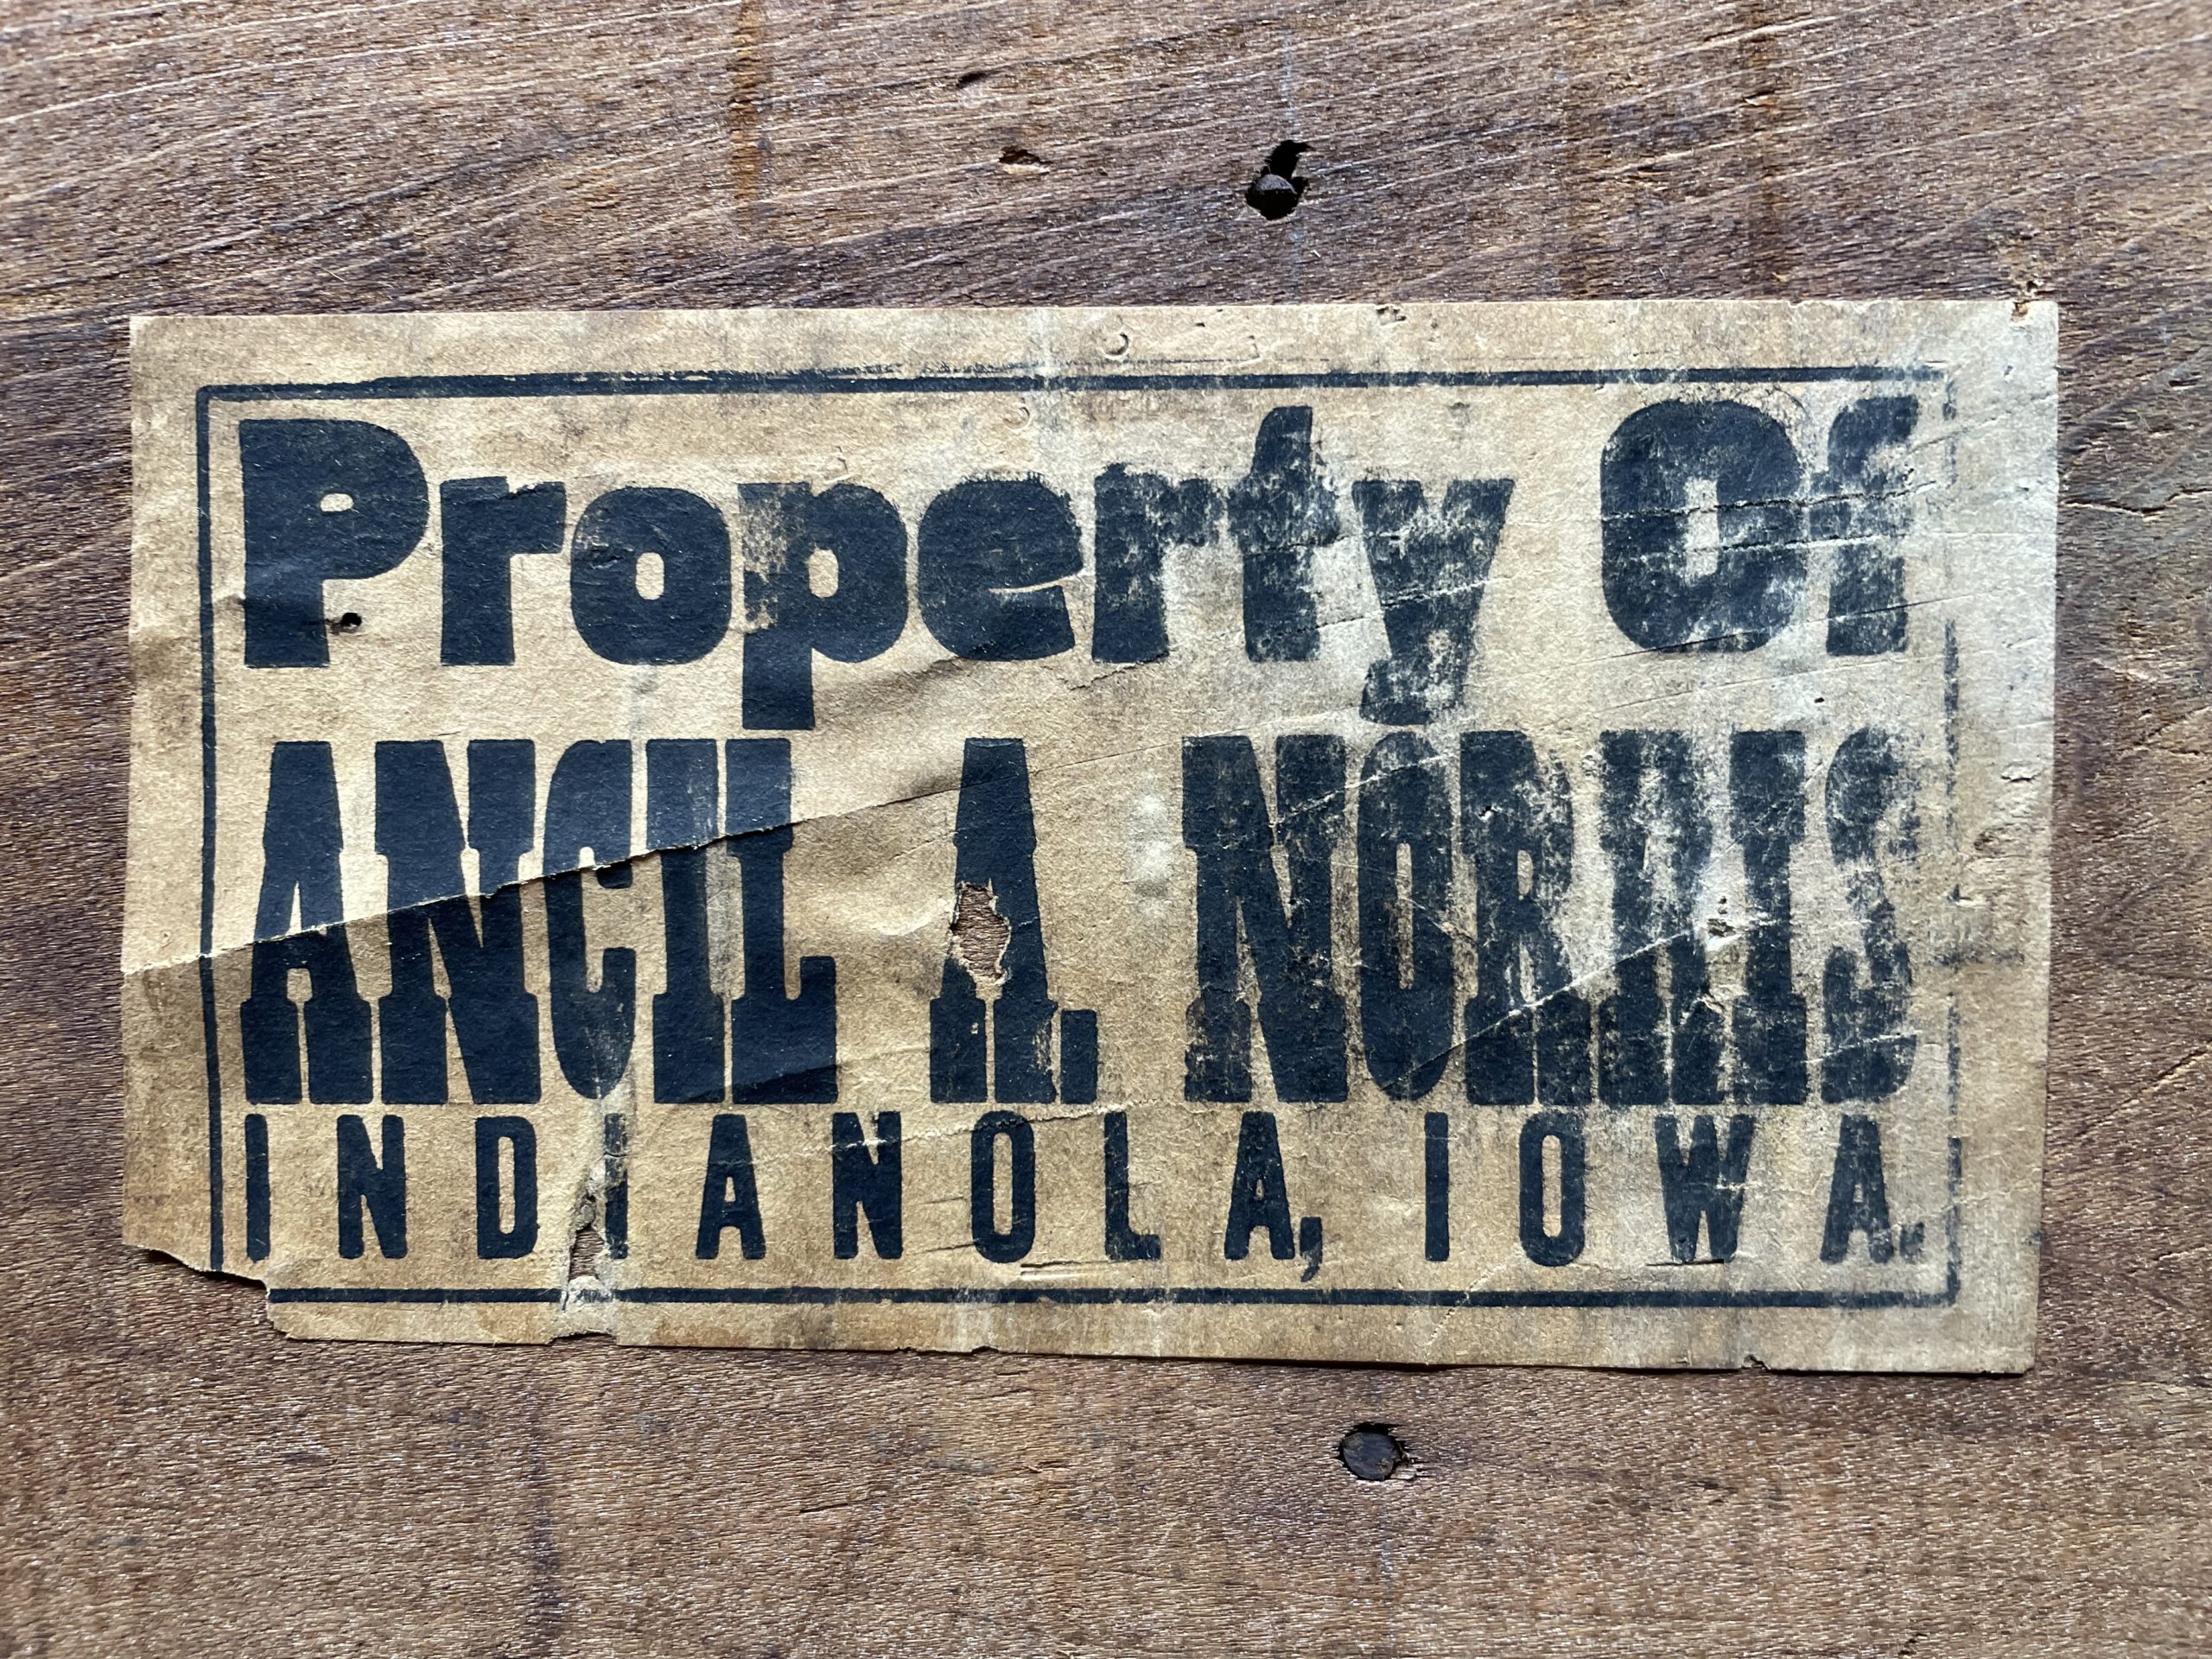 Property Of
ANCIL A. NORRIS
INDIANOLA, IOWA.